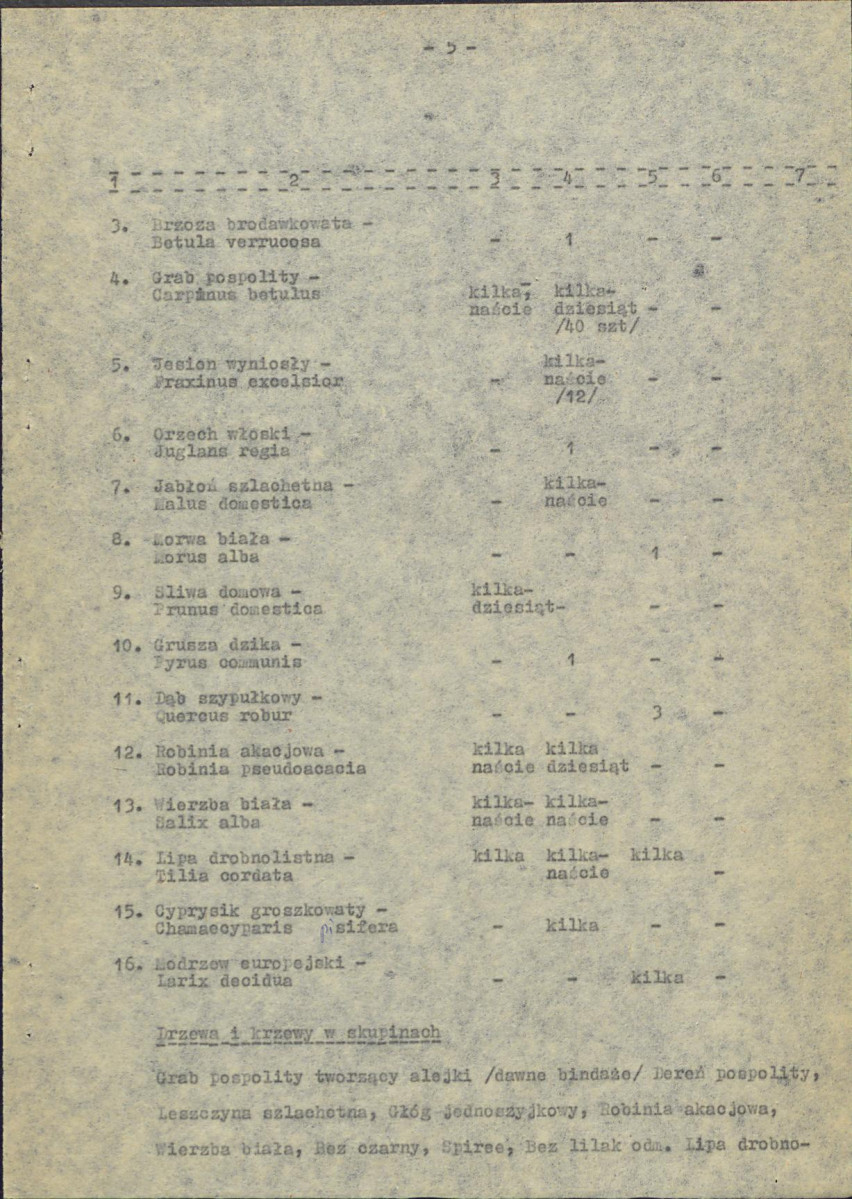 - 5 -
1 2 3 4 5 6 7
3. Brzoza brodawkowata -
Betula verrucosa - 1 - -
4. Grab pospolity -
Carpinus betulus kilka, kilka-
naście dziesiąt - -
/40 szt/
5. Jesion wyniosły - kilka-
Fraxinus excelsior - naście - -
/12/
6. Orzech włoski -
Juglans regia - 1 - -
7. Jabłoń szlachetna - kilka-
Malus domestica - naście - -
8. Morwa biała -
Morus alba - - 1 -
9. Śliwa domowa - kilka-
Prunus domestica dziesiąt- - -
10. Grusza dzika -
Pyrus communis - 1 - -
11. Dąb szypułkowy -
Quercus robur - - 3 -
12. Robinia akacjowa - kilka kilka
Robinia pseudoacacia naście dziesiąt - -
13. Wierzba biała - kilka- kilka-
Salix alba naście naście - -
14. Lipa drobnolistna - kilka kilka- kilka
Tilia cordata naście -
15. Cyprysik groszkowaty -
Chamaecyparis pisifera - kilka - -
16. Modrzew europejski -
Larix decidua - - kilka -
Drzewa i krzewy w skupinach
Grab pospolity tworzący alejki /dawne bindaże/ Dereń pospolity,
Leszczyna szlachetna, Głóg jednoszyjkowy, Robinia akacjowa,
Wierzba biała, Bez czarny, Spiree, Bez lilak odm. Lipa drobno-